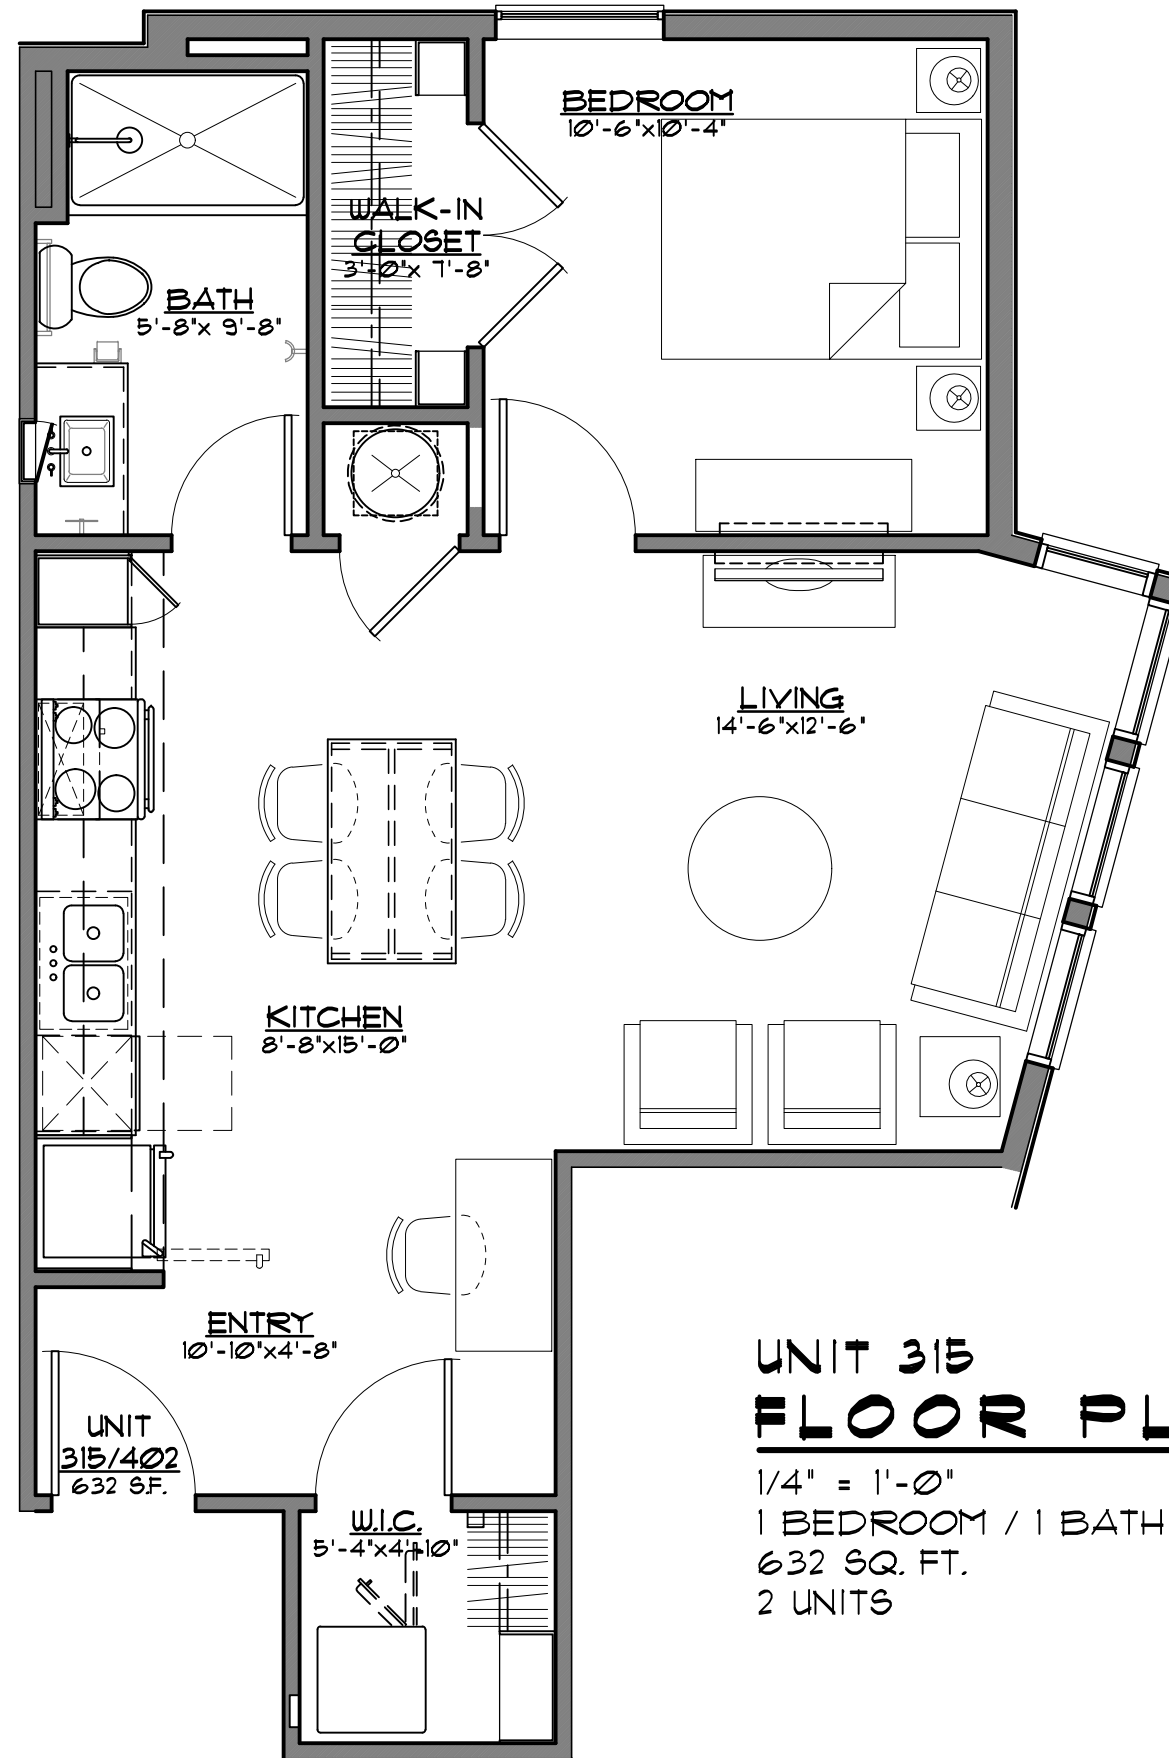 BEDROOM
10'-6"x10'-4"
WALK-IN
CLOSET
3'-0"x 7'-8"
BATH
5'-8"x 9'-8"
LIVING
14'-6"x12'-6"
KITCHEN
8'-8"x15'-0"
ENTRY
10'-10"x4'-8"
UNIT
315/402
632 S.F.
W.I.C.
5'-4"x4'-10"
UNIT 315
FLOOR PL
1/4" = 1'-0"
1 BEDROOM / 1 BATH
632 SQ. FT.
2 UNITS